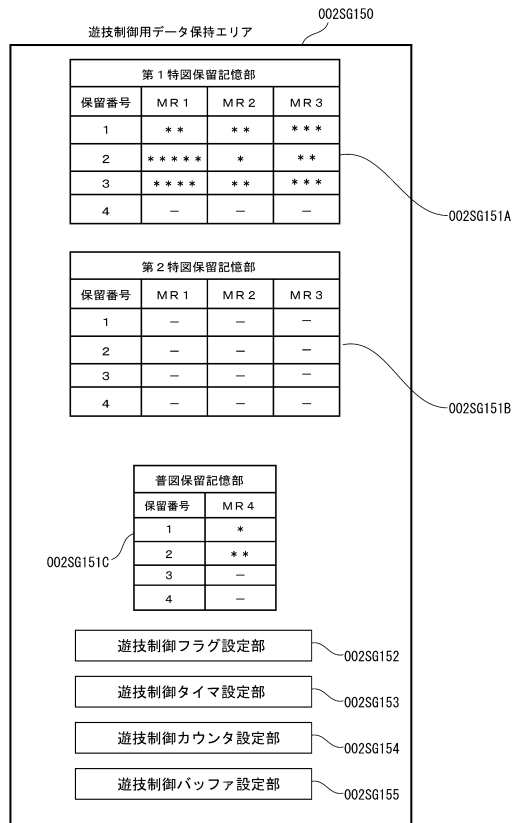 002SG150
遊技制御用データ保持エリア
第１特図保留記憶部
保留番号 ＭＲ１ ＭＲ２ ＭＲ３
1 ** ** ***
2 ***** * **
3 **** ** ***
4 － － －
002SG151A
第２特図保留記憶部
保留番号 ＭＲ１ ＭＲ２ ＭＲ３
1 － － －
2 － － －
3 － － －
4 － － －
002SG151B
普図保留記憶部
保留番号 ＭＲ４
1 *
2 **
3 －
4 －
002SG151C
遊技制御フラグ設定部
002SG152
遊技制御タイマ設定部
002SG153
遊技制御カウンタ設定部
002SG154
遊技制御バッファ設定部
002SG155